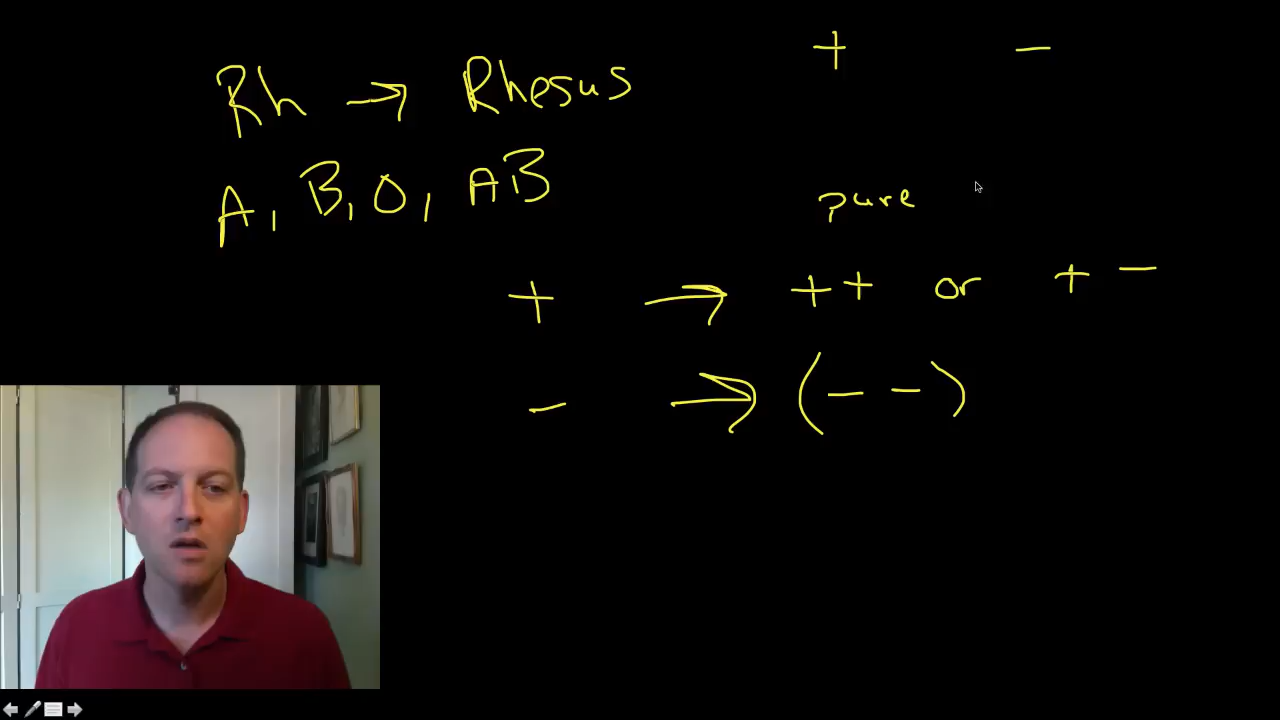 Rh → Rhesus
+ −
A, B, O, AB
pure
+ → ++ or + −
− → (− −)